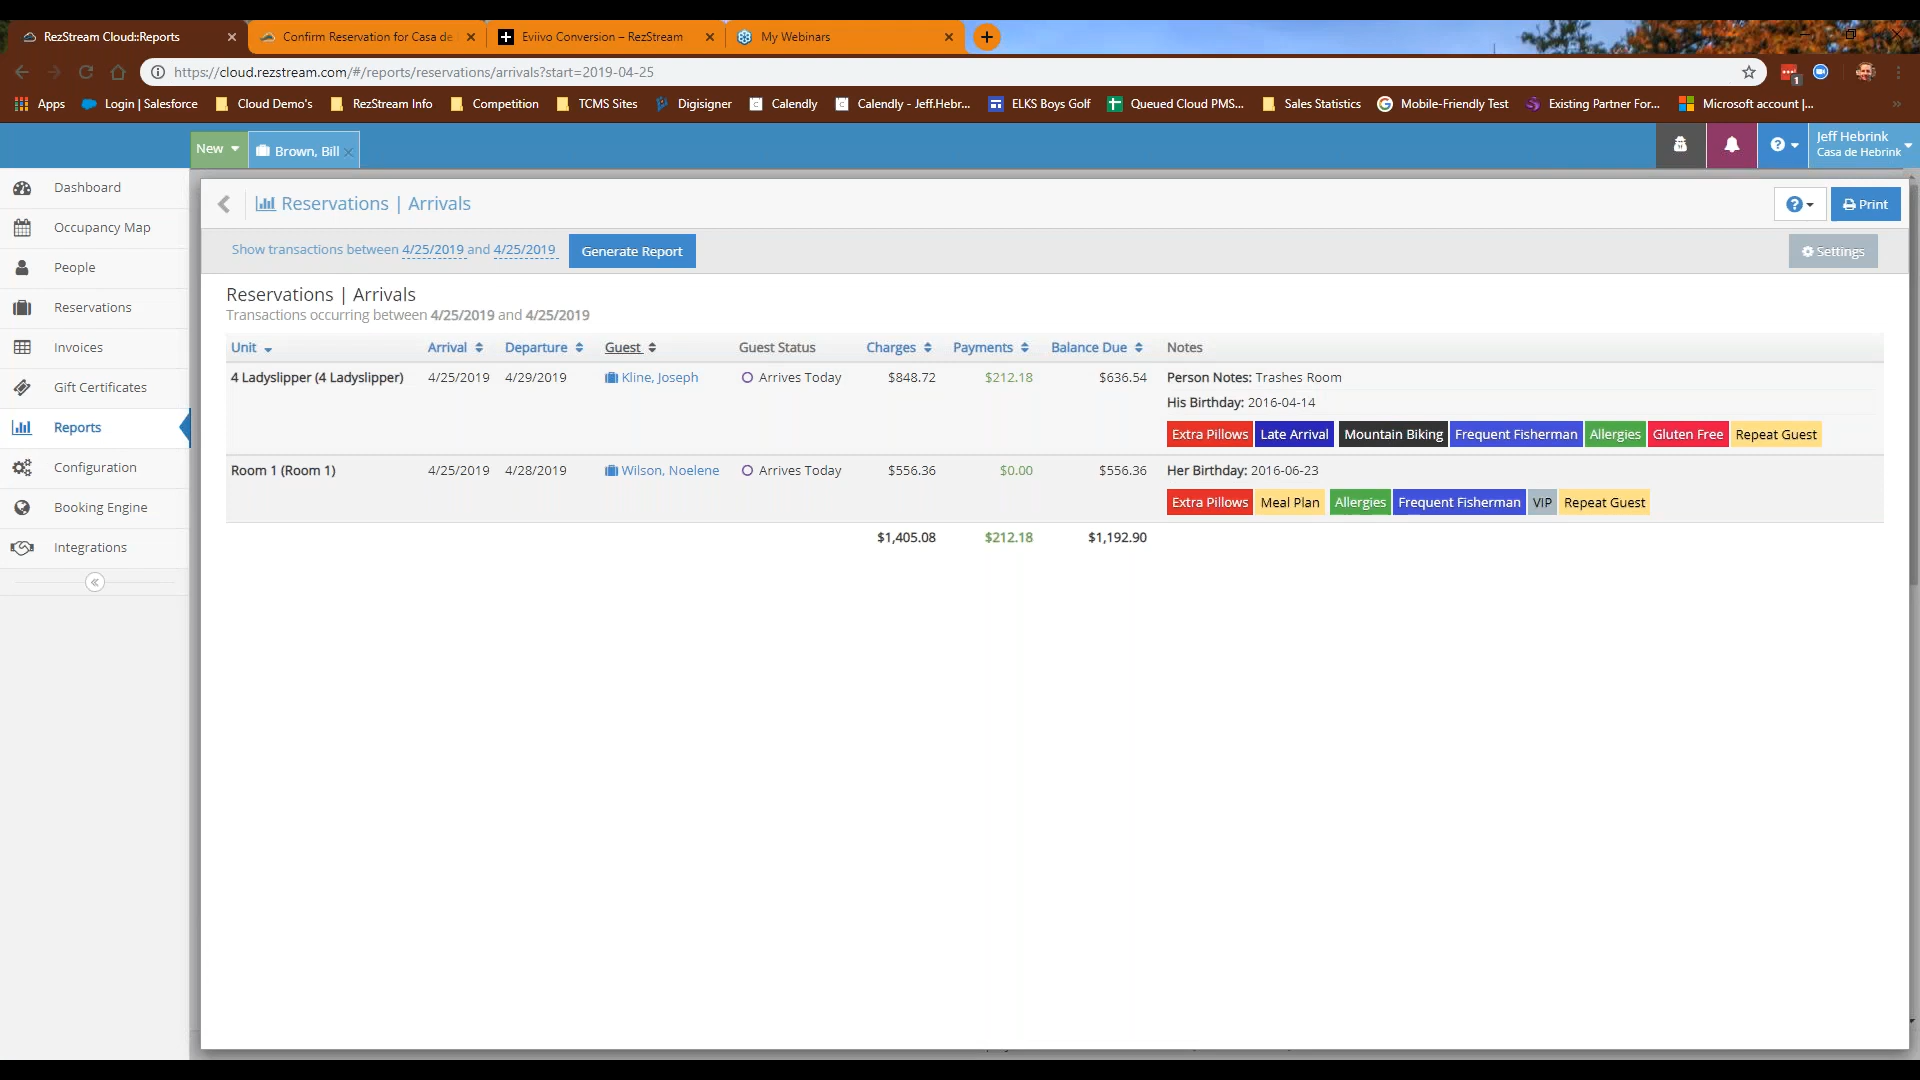 RezStream Cloud::Reports
Confirm Reservation for Casa de
Eviivo Conversion – RezStream
My Webinars
https://cloud.rezstream.com/#/reports/reservations/arrivals?start=2019-04-25
1
Apps
Login | Salesforce
Cloud Demo's
RezStream Info
Competition
TCMS Sites
Digisigner
Calendly
Calendly - Jeff.Hebr...
ELKS Boys Golf
Queued Cloud PMS...
Sales Statistics
Mobile-Friendly Test
Existing Partner For...
Microsoft account |...
New
Brown, Bill
Jeff Hebrink
Casa de Hebrink
Dashboard
Occupancy Map
People
Reservations
Invoices
Gift Certificates
Reports
Configuration
Booking Engine
Integrations
Reservations | Arrivals
Print
Show transactions between 4/25/2019 and 4/25/2019
Generate Report
Settings
Reservations | Arrivals
Transactions occurring between 4/25/2019 and 4/25/2019
Unit Arrival Departure Guest Guest Status Charges Payments Balance Due Notes
4 Ladyslipper (4 Ladyslipper) 4/25/2019 4/29/2019 Kline, Joseph Arrives Today $848.72 $212.18 $636.54 Person Notes: Trashes Room
His Birthday: 2016-04-14
Extra Pillows Late Arrival Mountain Biking Frequent Fisherman Allergies Gluten Free Repeat Guest
Room 1 (Room 1) 4/25/2019 4/28/2019 Wilson, Noelene Arrives Today $556.36 $0.00 $556.36 Her Birthday: 2016-06-23
Extra Pillows Meal Plan Allergies Frequent Fisherman VIP Repeat Guest
$1,405.08 $212.18 $1,192.90